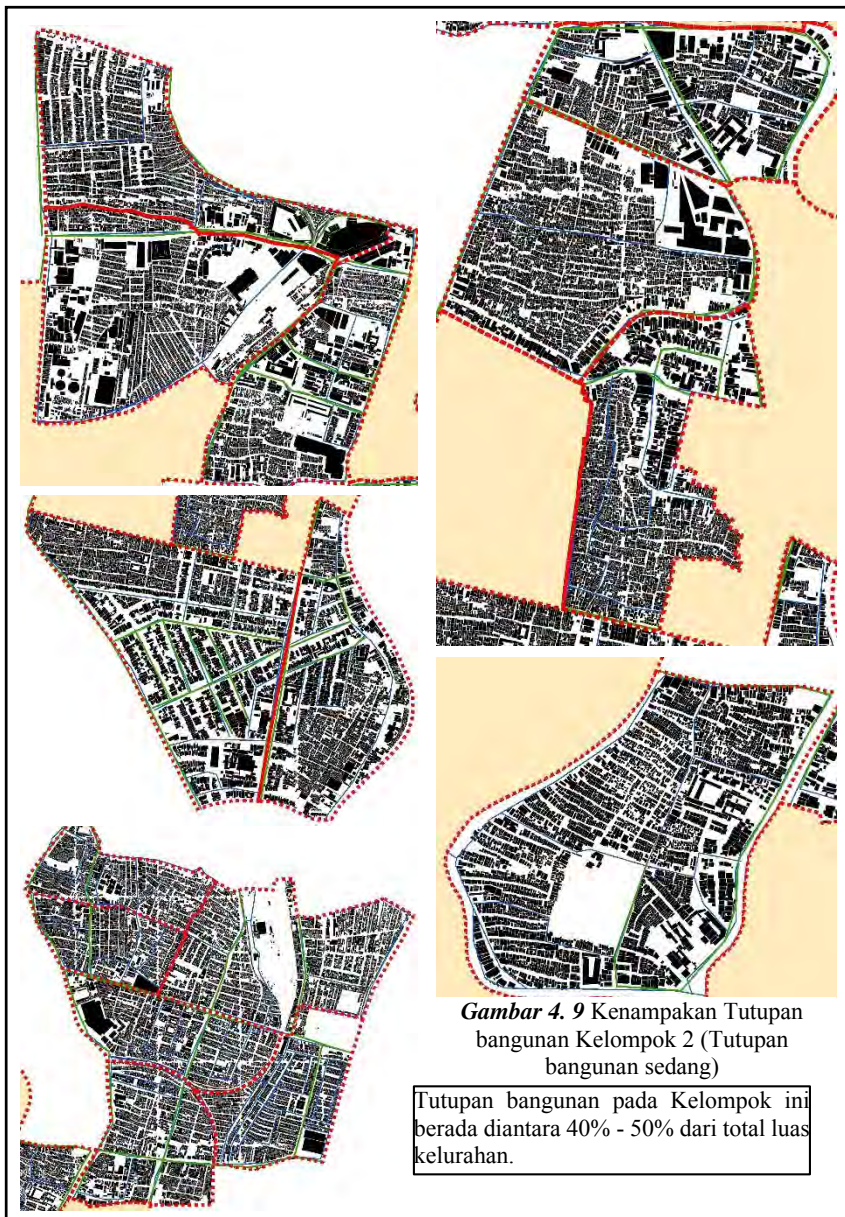 Gambar 4. 9 Kenampakan Tutupan
bangunan Kelompok 2 (Tutupan
bangunan sedang)
Tutupan bangunan pada Kelompok ini
berada diantara 40% - 50% dari total luas
kelurahan.